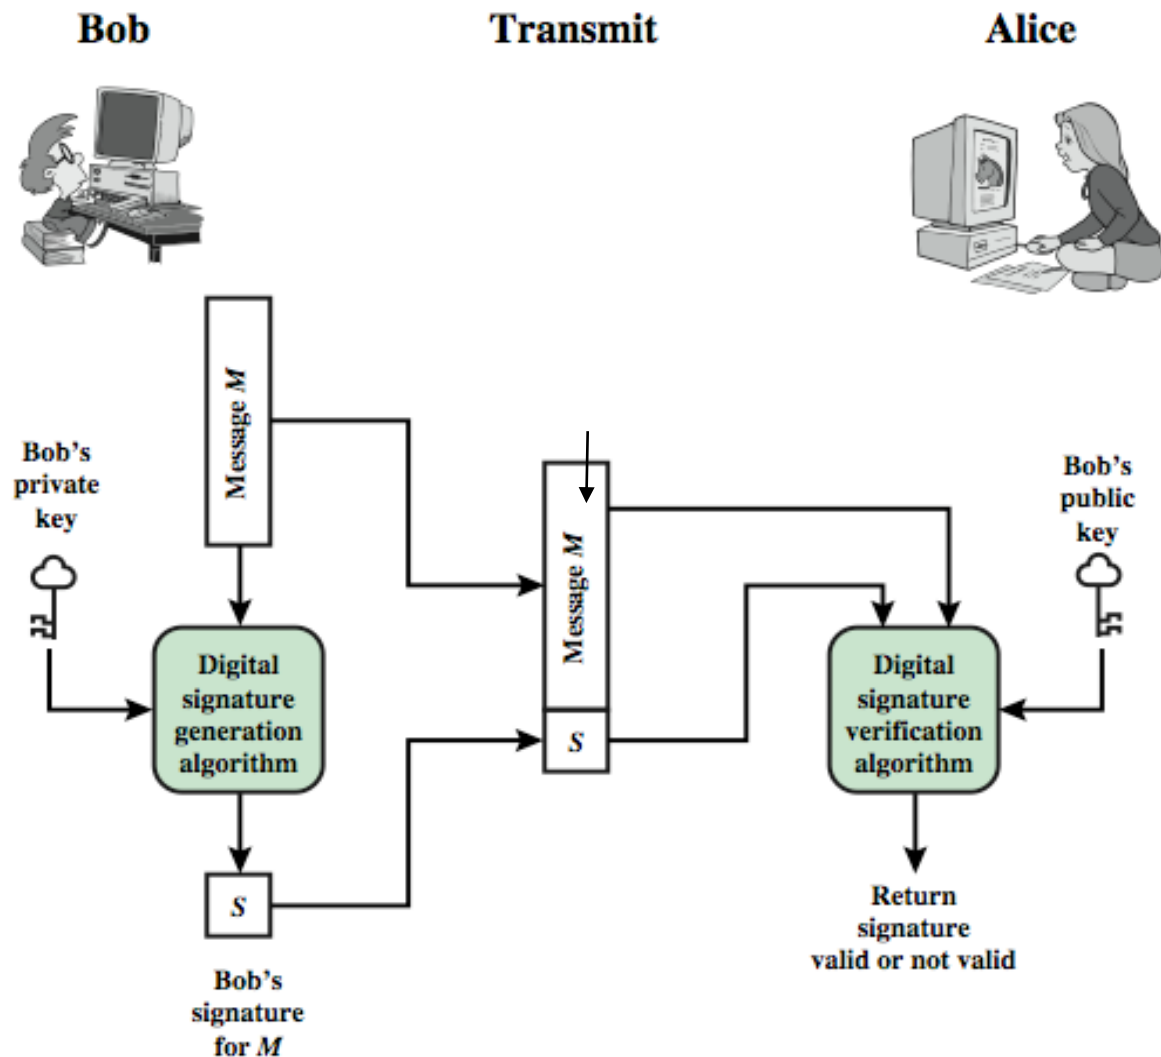 Bob
Transmit
Alice
Message M
Bob's
private
key
Message M
Bob's
public
key
Digital
signature
generation
algorithm
S
Digital
signature
verification
algorithm
S
Return
signature
valid or not valid
Bob's
signature
for M